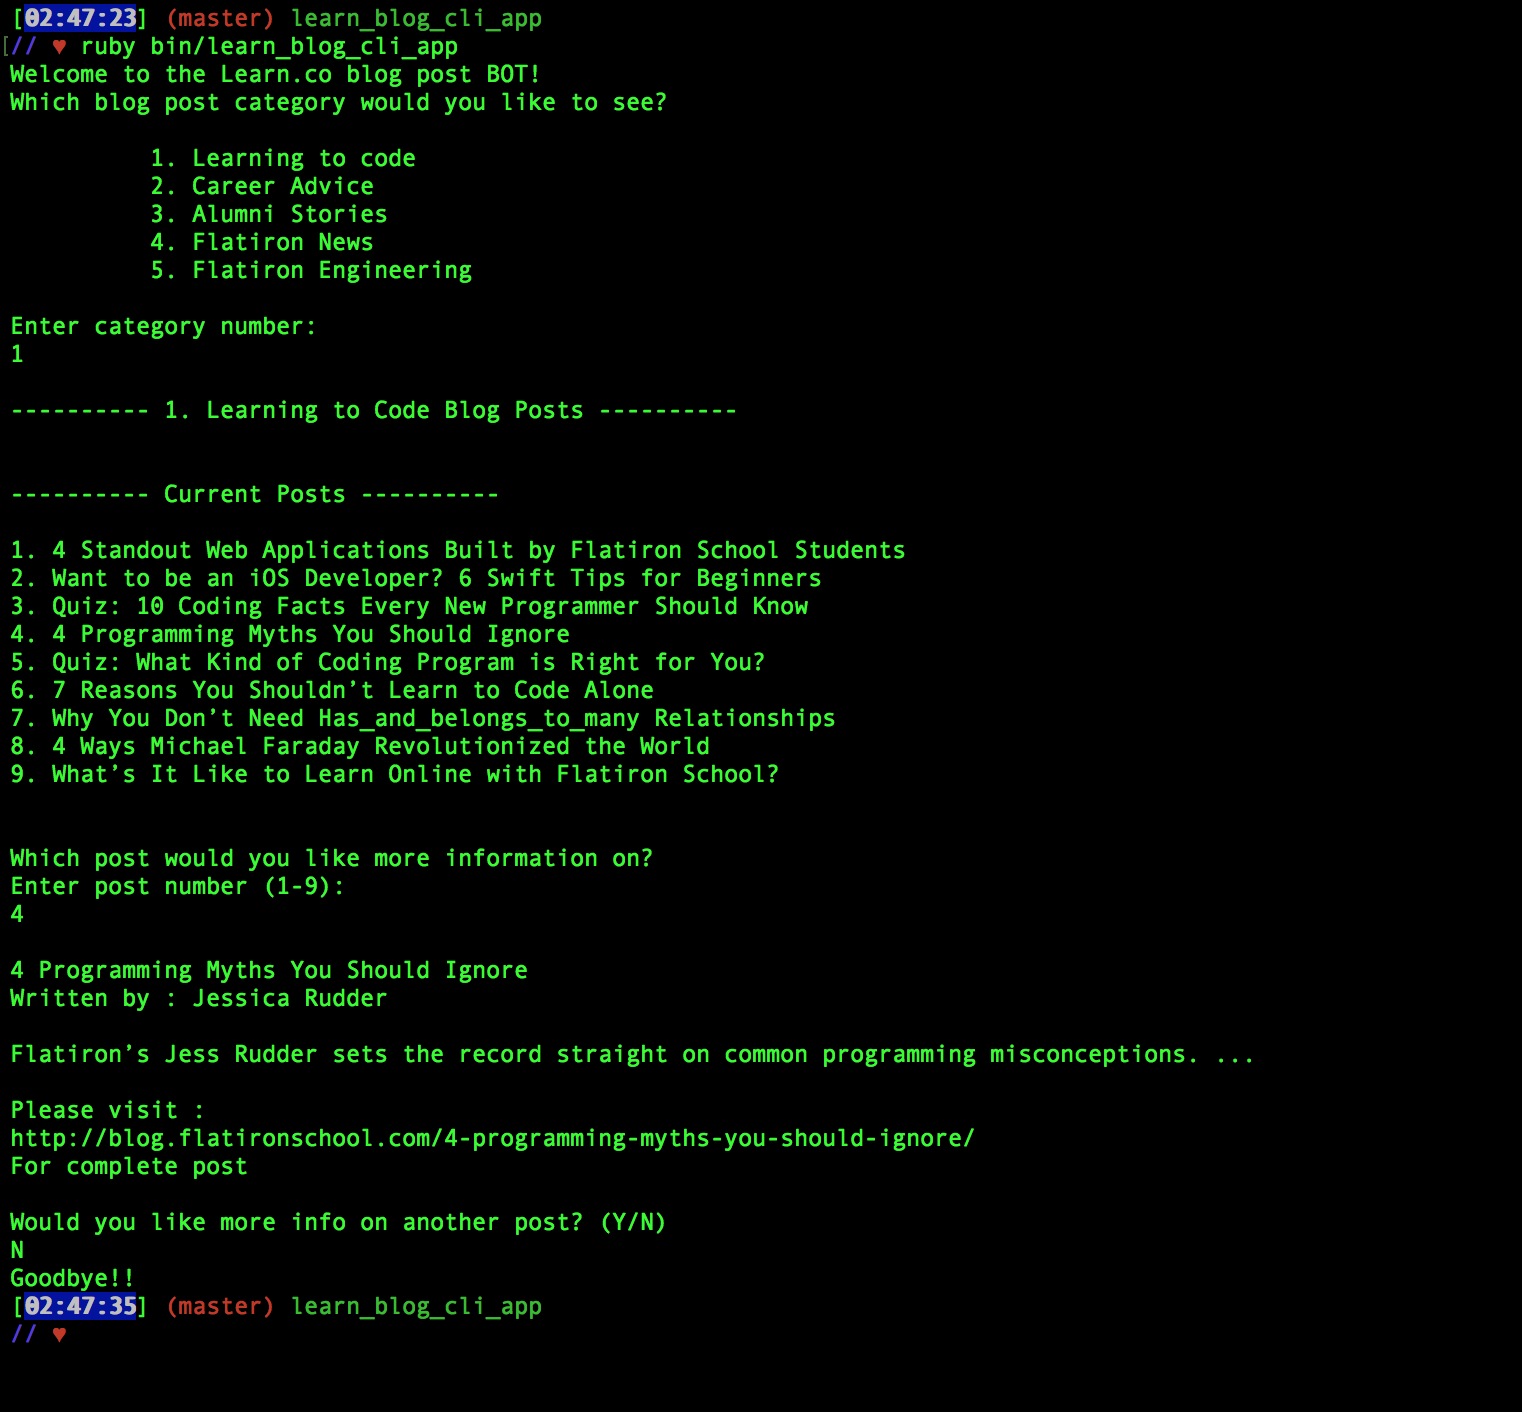 [02:47:23] (master) learn_blog_cli_app
[// ♥ ruby bin/learn_blog_cli_app
Welcome to the Learn.co blog post BOT!
Which blog post category would you like to see?
1. Learning to code
2. Career Advice
3. Alumni Stories
4. Flatiron News
5. Flatiron Engineering
Enter category number:
1
---------- 1. Learning to Code Blog Posts ----------
---------- Current Posts ----------
1. 4 Standout Web Applications Built by Flatiron School Students
2. Want to be an iOS Developer? 6 Swift Tips for Beginners
3. Quiz: 10 Coding Facts Every New Programmer Should Know
4. 4 Programming Myths You Should Ignore
5. Quiz: What Kind of Coding Program is Right for You?
6. 7 Reasons You Shouldn’t Learn to Code Alone
7. Why You Don’t Need Has_and_belongs_to_many Relationships
8. 4 Ways Michael Faraday Revolutionized the World
9. What’s It Like to Learn Online with Flatiron School?
Which post would you like more information on?
Enter post number (1-9):
4
4 Programming Myths You Should Ignore
Written by : Jessica Rudder
Flatiron’s Jess Rudder sets the record straight on common programming misconceptions. ...
Please visit :
http://blog.flatironschool.com/4-programming-myths-you-should-ignore/
For complete post
Would you like more info on another post? (Y/N)
N
Goodbye!!
[02:47:35] (master) learn_blog_cli_app
// ♥